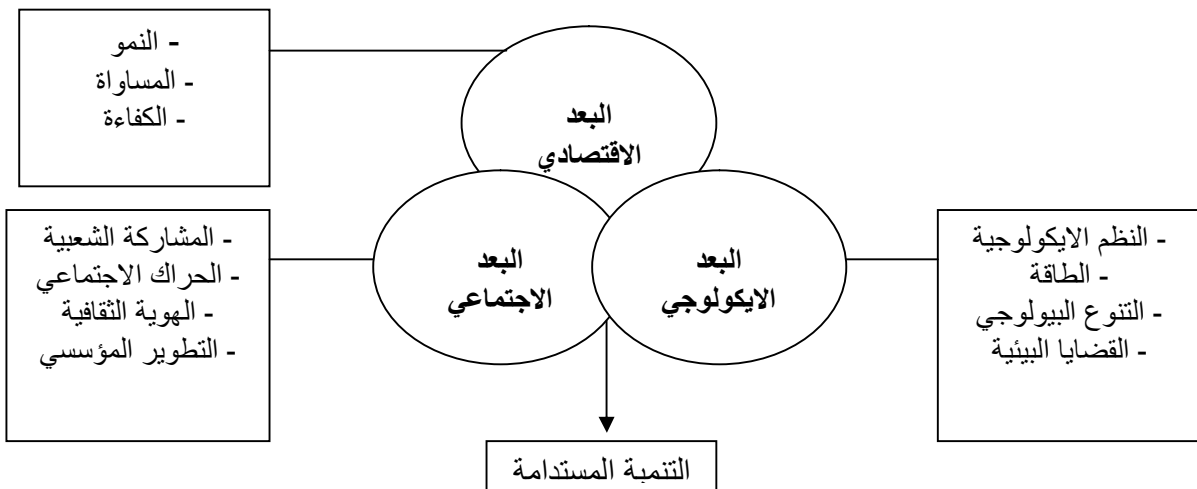 - النمو
- المساواة
- الكفاءة
البعد
الاقتصادي
- النظم الايكولوجية
- الطاقة
- التنوع البيولوجي
- القضايا البيئية
البعد
الايكولوجي
البعد
الاجتماعي
- المشاركة الشعبية
- الحراك الاجتماعي
- الهوية الثقافية
- التطوير المؤسسي
التنمية المستدامة